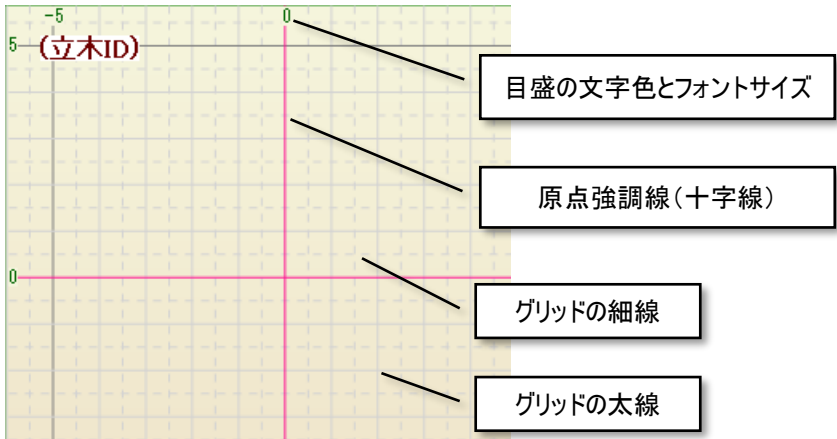 -5 0
5 (立木ID)
目盛の文字色とフォントサイズ
原点強調線(十字線)
0
グリッドの細線
グリッドの太線